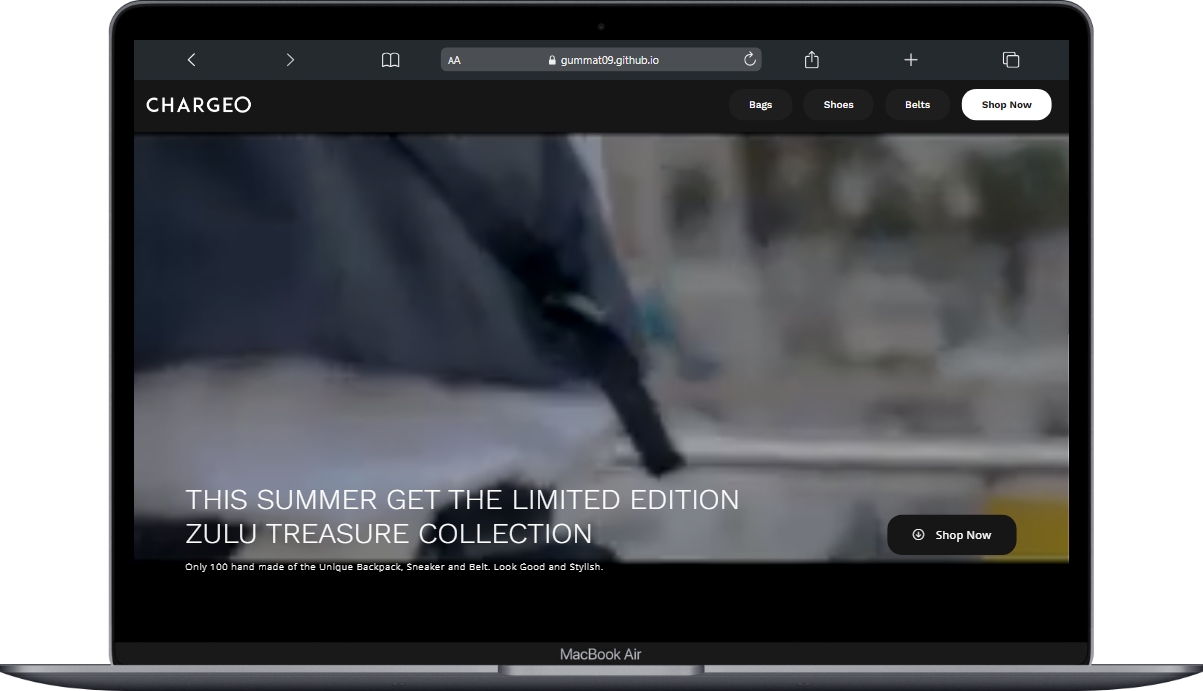 AA
gummat09.github.io
CHARGEO
Bags
Shoes
Belts
Shop Now
THIS SUMMER GET THE LIMITED EDITION
ZULU TREASURE COLLECTION
Shop Now
Only 100 hand made of the Unique Backpack, Sneaker and Belt. Look Good and Stylish.
MacBook Air